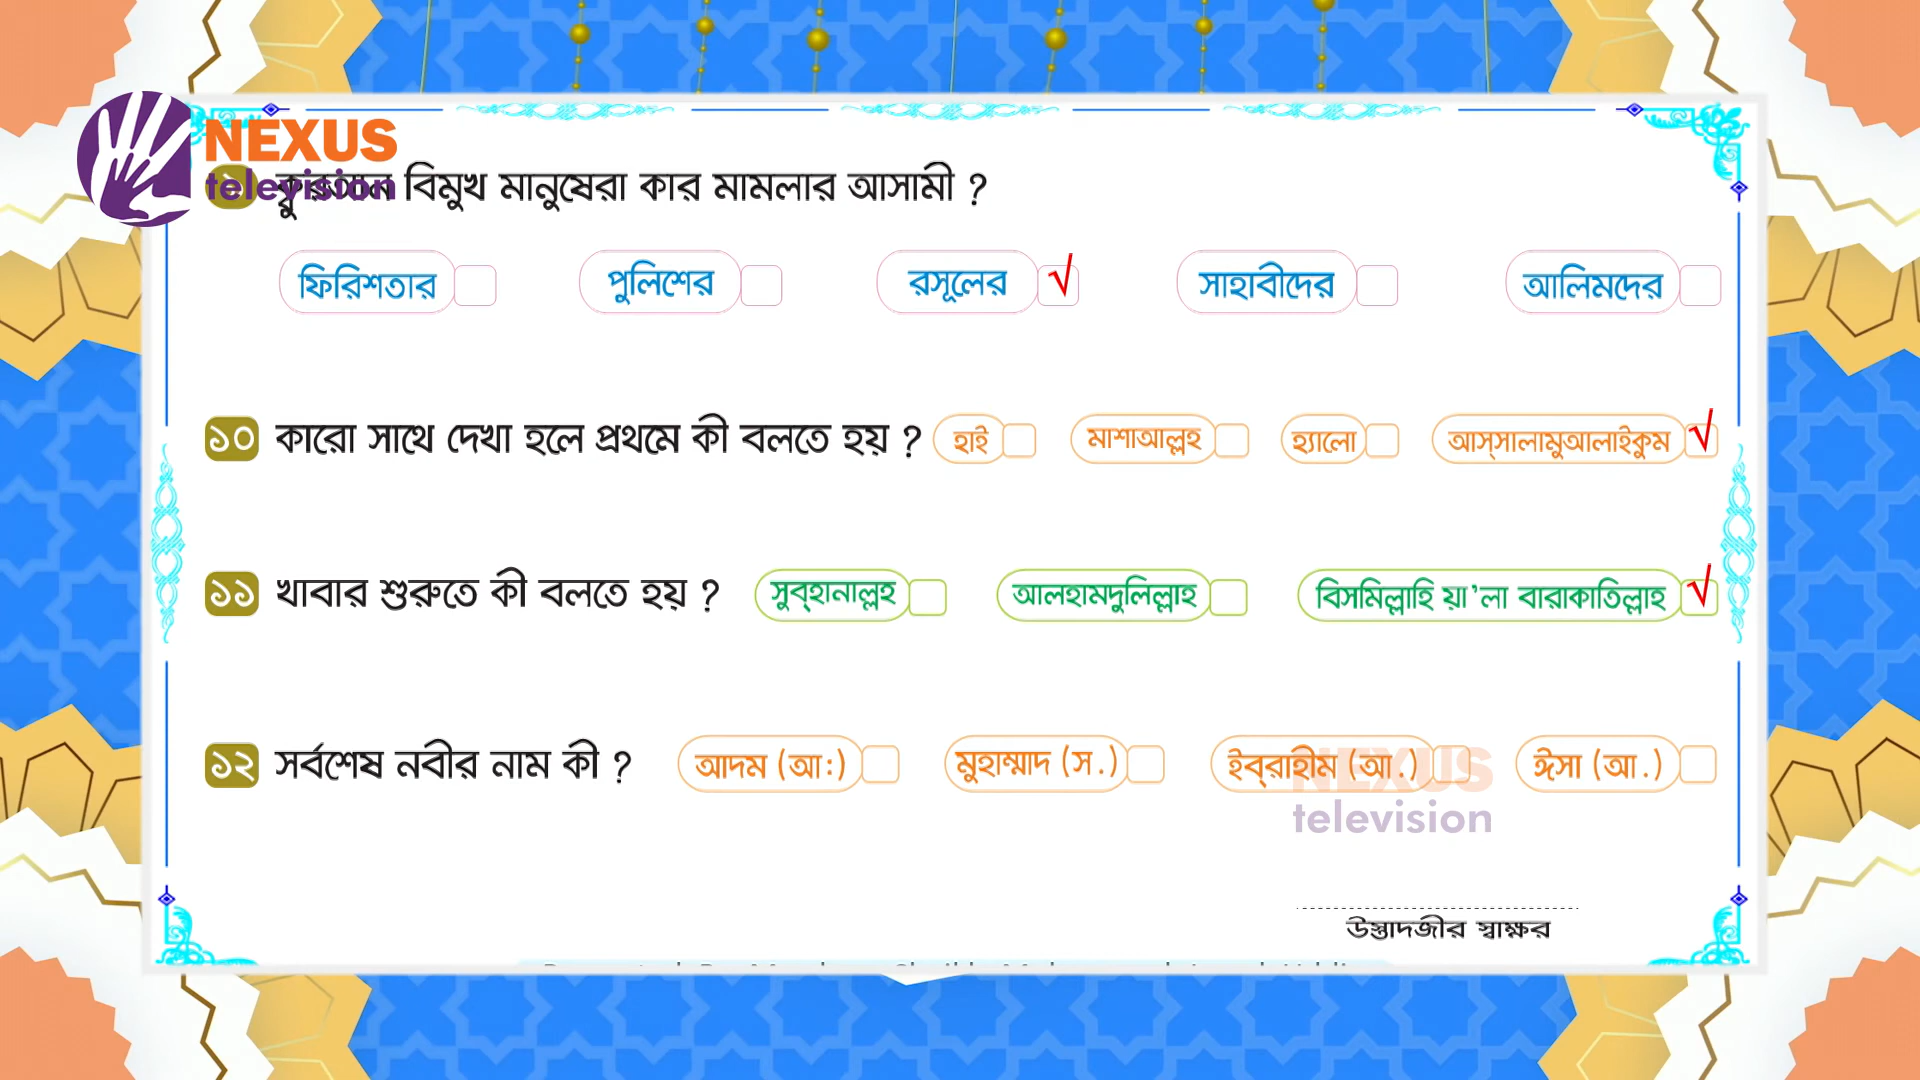 NEXUS
television
বিমুখ মানুষেরা কার মামলার আসামী ?
ফিরিশতার পুলিশের রসূলের √ সাহাবীদের আলিমদের
১০ কারো সাথে দেখা হলে প্রথমে কী বলতে হয় ? হাই মাশাআল্লহ হ্যালো আস্সালামুআলাইকুম √
১১ খাবার শুরুতে কী বলতে হয় ? সুব্হানাল্লহ আলহামদুলিল্লাহ বিসমিল্লাহি য়া'লা বারাকাতিল্লাহ √
১২ সর্বশেষ নবীর নাম কী ? আদম (আ:) মুহাম্মাদ (স.) ইব্রাহীম (আ.) ঈসা (আ.)
NEXUS
television
উস্তাদজীর স্বাক্ষর